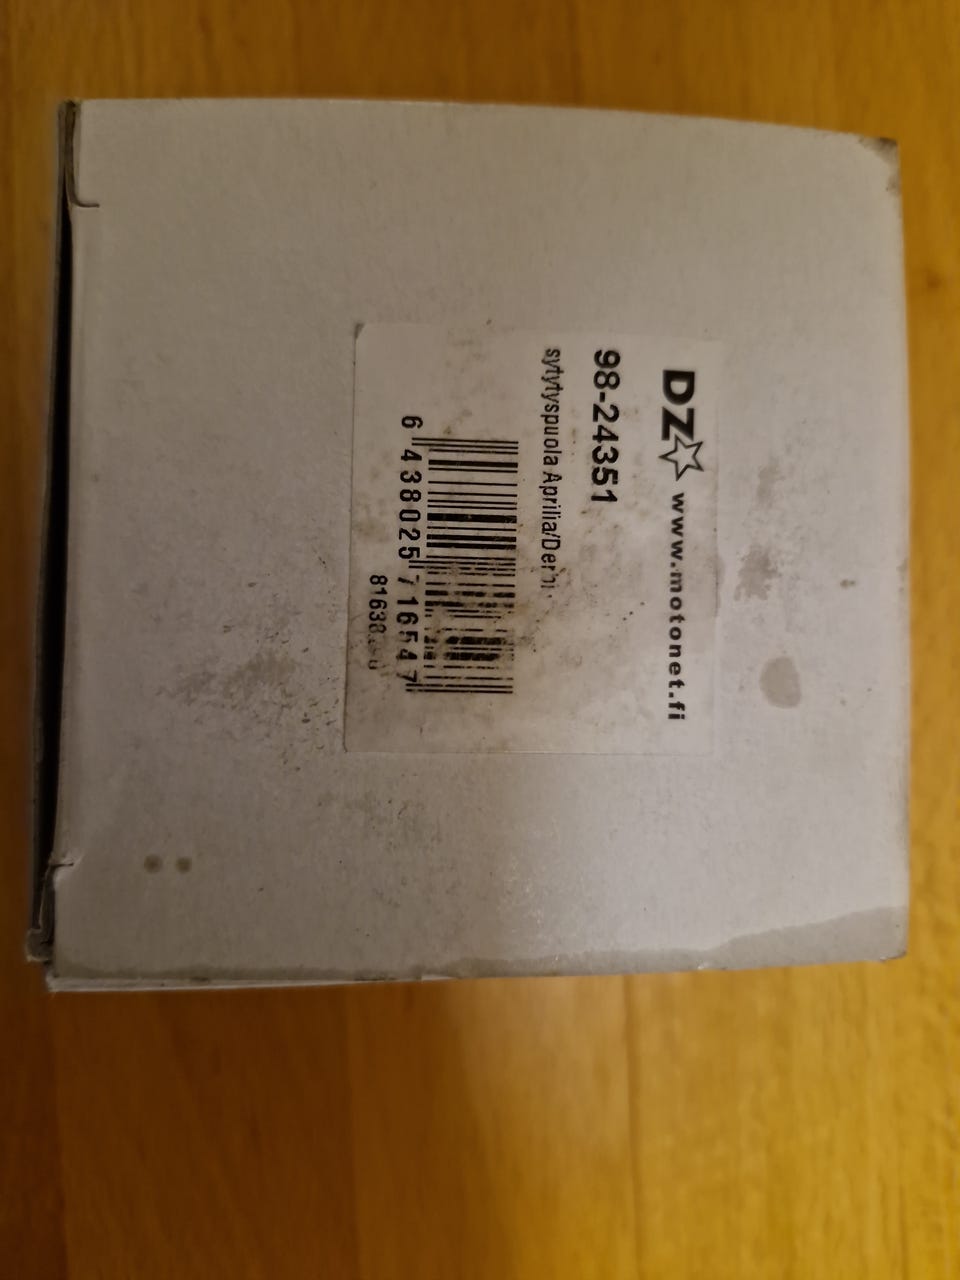 DZ www.motonet.fi
98-24351
sytytyspuola Aprilia/Derbi
6 438025 716547